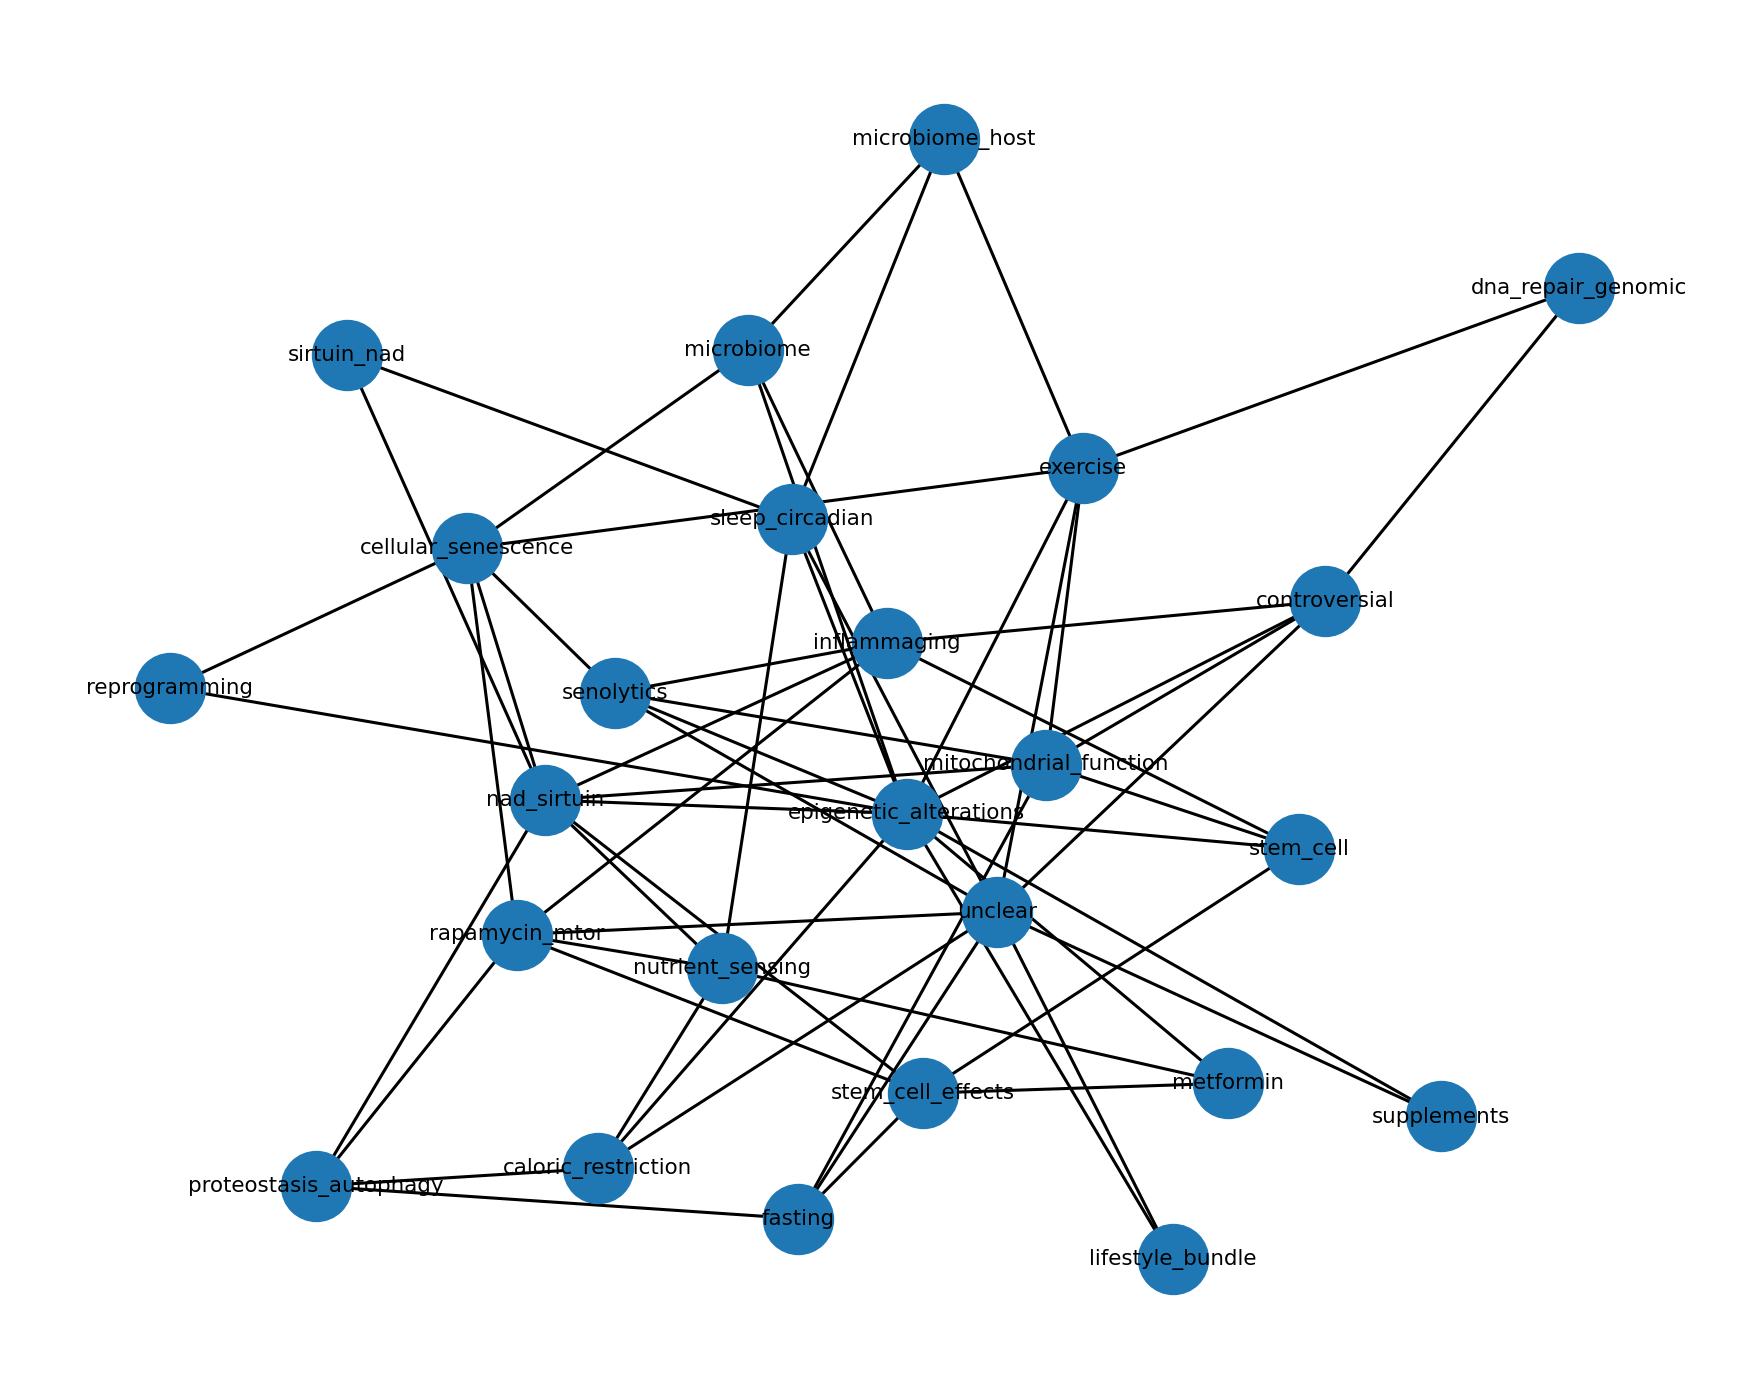 microbiome_host
dna_repair_genomic
microbiome
sirtuin_nad
exercise
sleep_circadian
cellular_senescence
controversial
inflammaging
reprogramming
senolytics
mitochondrial_function
nad_sirtuin
epigenetic_alterations
stem_cell
unclear
rapamycin_mtor
nutrient_sensing
metformin
stem_cell_effects
supplements
caloric_restriction
proteostasis_autophagy
fasting
lifestyle_bundle